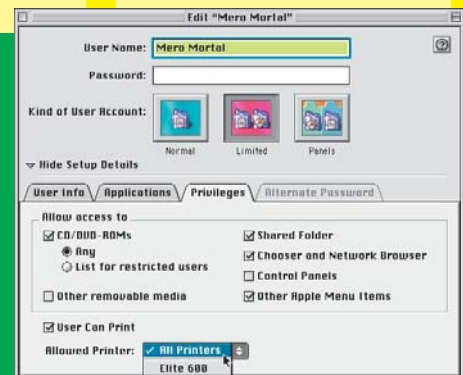 Edit "Mero Mortal"
User Name: Mero Mortal
Password:
Kind of User Account:
Normal Limited Panels
Hide Setup Details
User Info Applications Privileges Alternate Password
Allow access to
CD/DVD-ROMs Shared Folder
Any Chooser and Network Browser
List for restricted users Control Panels
Other removable media Other Apple Menu Items
User Can Print
Allowed Printer: All Printers
Elite 600